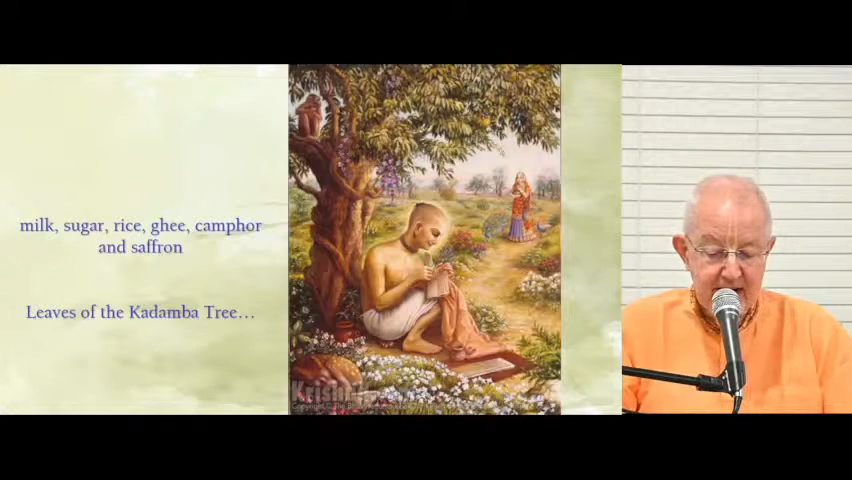 milk, sugar, rice, ghee, camphor
and saffron
Leaves of the Kadamba Tree…